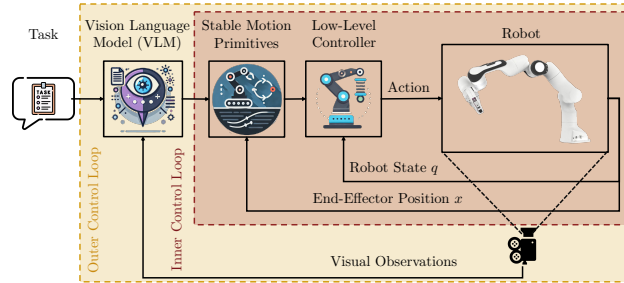 Task
Vision Language
Model (VLM)
Stable Motion
Primitives
Low-Level
Controller
Robot
TASK
Action
Robot State q
End-Effector Position x
Outer Control Loop
Inner Control Loop
Visual Observations